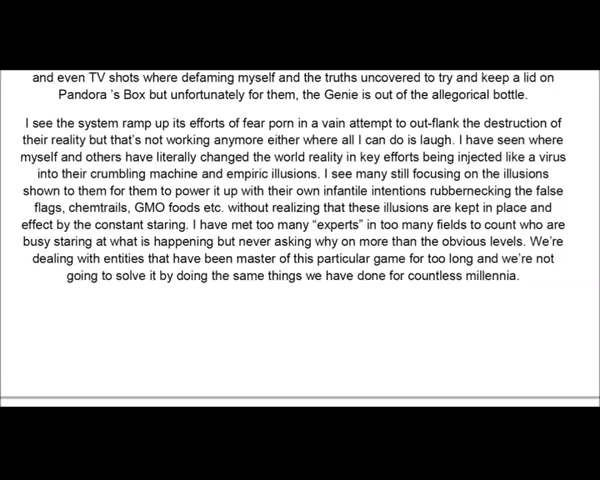 and even TV shots where defaming myself and the truths uncovered to try and keep a lid on
Pandora 's Box but unfortunately for them, the Genie is out of the allegorical bottle.
I see the system ramp up its efforts of fear porn in a vain attempt to out-flank the destruction of
their reality but that's not working anymore either where all I can do is laugh. I have seen where
myself and others have literally changed the world reality in key efforts being injected like a virus
into their crumbling machine and empiric illusions. I see many still focusing on the illusions
shown to them for them to power it up with their own infantile intentions rubbernecking the false
flags, chemtrails, GMO foods etc. without realizing that these illusions are kept in place and
effect by the constant staring. I have met too many “experts” in too many fields to count who are
busy staring at what is happening but never asking why on more than the obvious levels. We're
dealing with entities that have been master of this particular game for too long and we're not
going to solve it by doing the same things we have done for countless millennia.